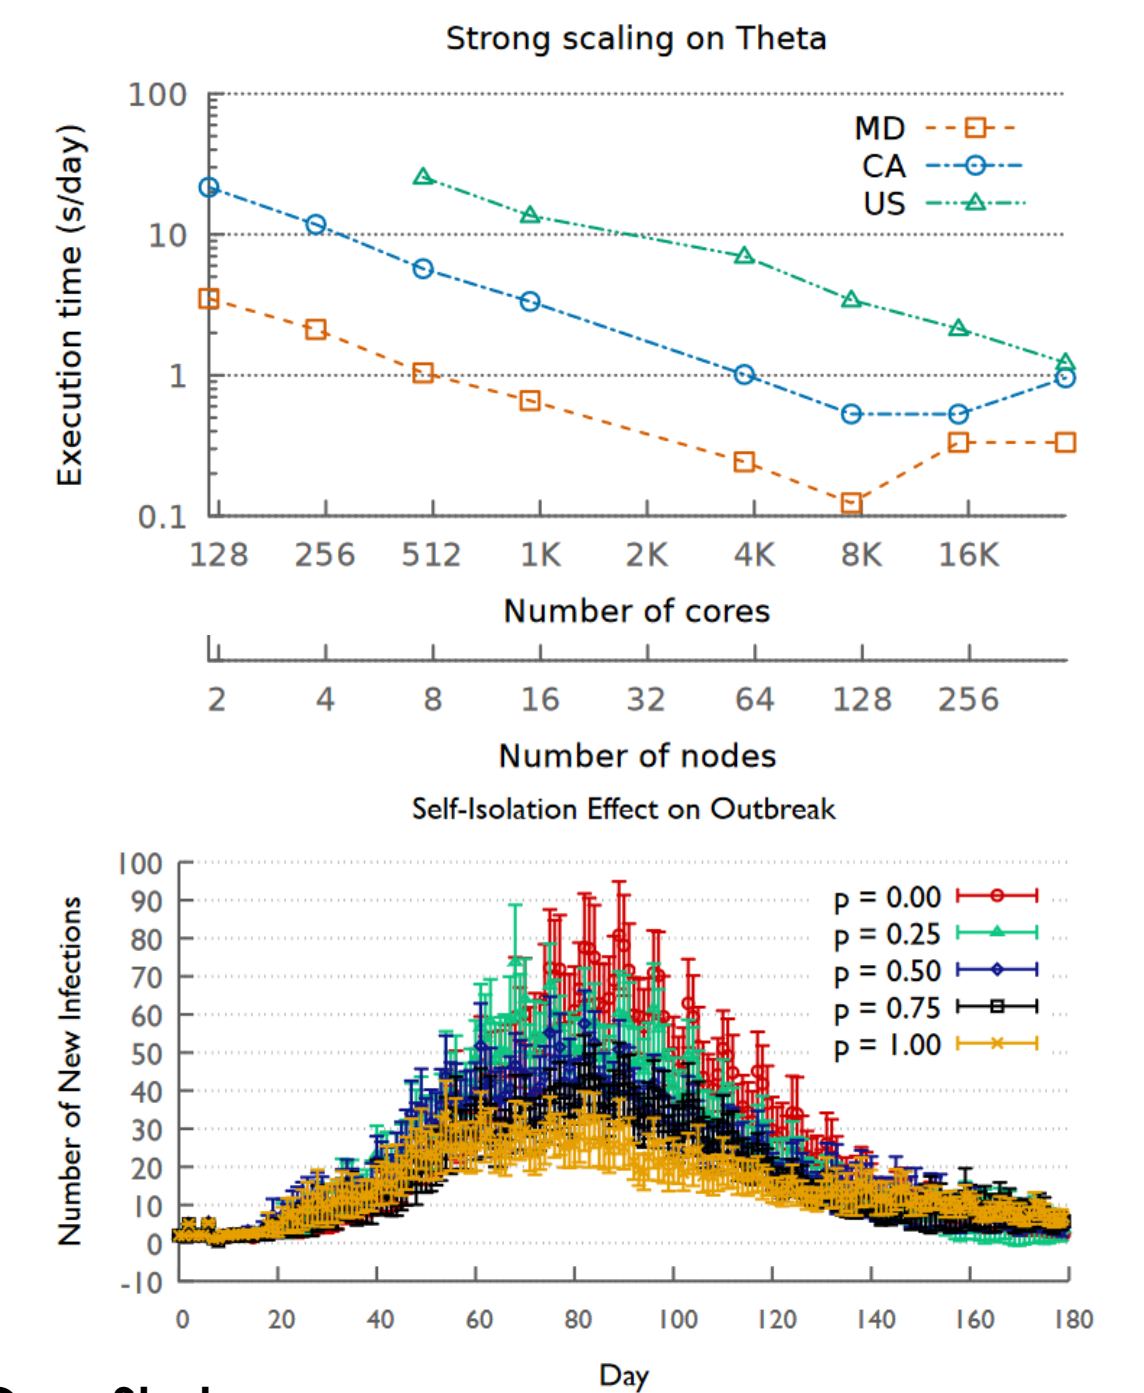 Strong scaling on Theta
100
10
1
0.1
Execution time (s/day)
MD
CA
US
128 256 512 1K 2K 4K 8K 16K
Number of cores
2 4 8 16 32 64 128 256
Number of nodes
Self-Isolation Effect on Outbreak
100
90
80
70
60
50
40
30
20
10
0
-10
Number of New Infections
p = 0.00
p = 0.25
p = 0.50
p = 0.75
p = 1.00
0 20 40 60 80 100 120 140 160 180
Day